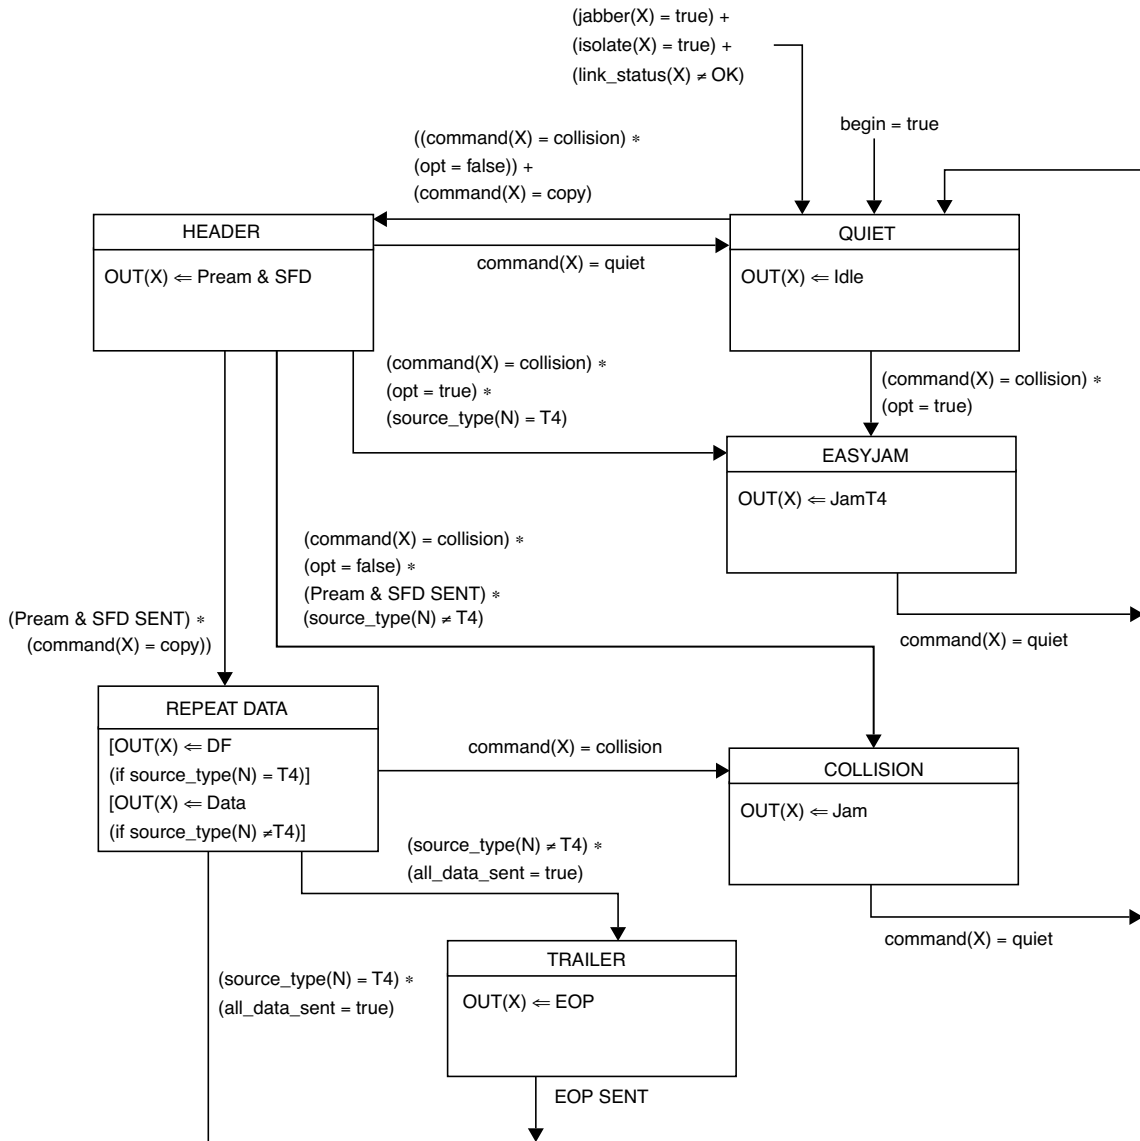 (jabber(X) = true) +
(isolate(X) = true) +
(link_status(X) ≠ OK)
begin = true
((command(X) = collision) *
(opt = false)) +
(command(X) = copy)
HEADER
OUT(X) ⇐ Pream & SFD
command(X) = quiet
QUIET
OUT(X) ⇐ Idle
(command(X) = collision) *
(opt = true) *
(source_type(N) = T4)
(command(X) = collision) *
(opt = true)
EASYJAM
OUT(X) ⇐ JamT4
(command(X) = collision) *
(opt = false) *
(Pream & SFD SENT) *
(source_type(N) ≠ T4)
(Pream & SFD SENT) *
(command(X) = copy))
command(X) = quiet
REPEAT DATA
[OUT(X) ⇐ DF
(if source_type(N) = T4)]
[OUT(X) ⇐ Data
(if source_type(N) ≠T4)]
command(X) = collision
COLLISION
OUT(X) ⇐ Jam
(source_type(N) ≠ T4) *
(all_data_sent = true)
command(X) = quiet
TRAILER
OUT(X) ⇐ EOP
(source_type(N) = T4) *
(all_data_sent = true)
EOP SENT